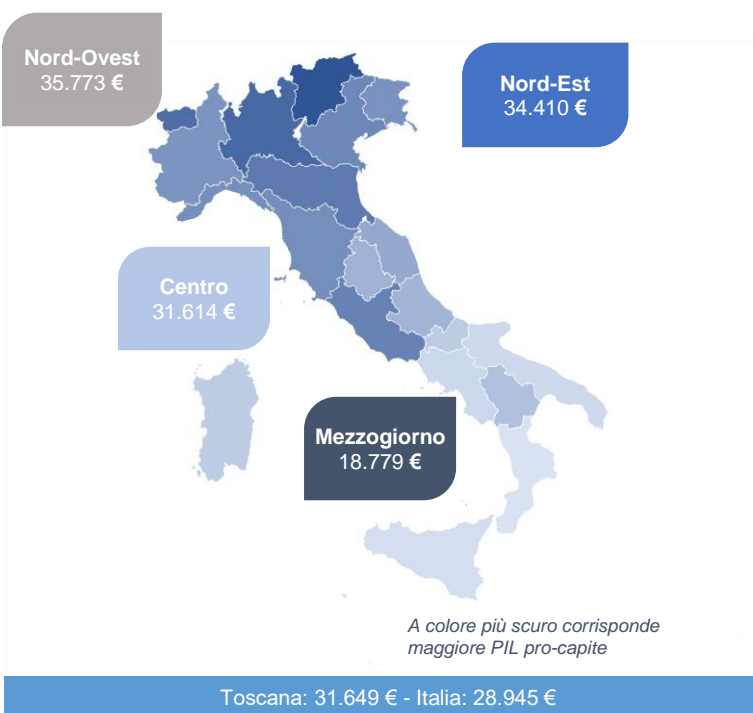 Nord-Ovest
35.773 €
Nord-Est
34.410 €
Centro
31.614 €
Mezzogiorno
18.779 €
A colore più scuro corrisponde
maggiore PIL pro-capite
Toscana: 31.649 € - Italia: 28.945 €